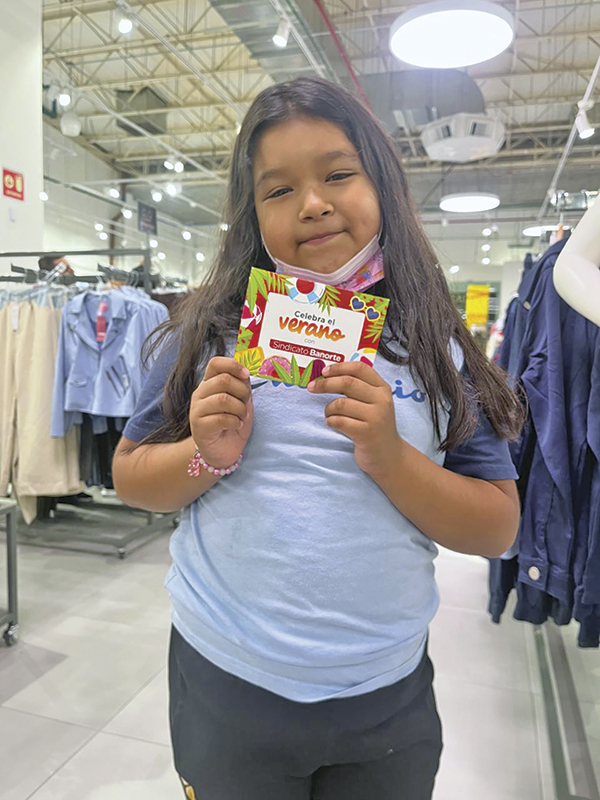 Celebra el
verano
con
Sindicato Banorte